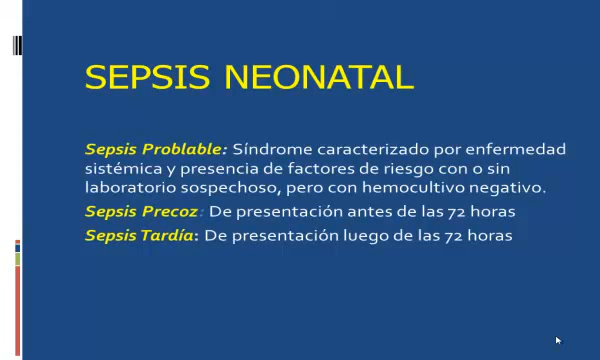 SEPSIS NEONATAL
Sepsis Problable: Síndrome caracterizado por enfermedad
sistémica y presencia de factores de riesgo con o sin
laboratorio sospechoso, pero con hemocultivo negativo.
Sepsis Precoz: De presentación antes de las 72 horas
Sepsis Tardía: De presentación luego de las 72 horas